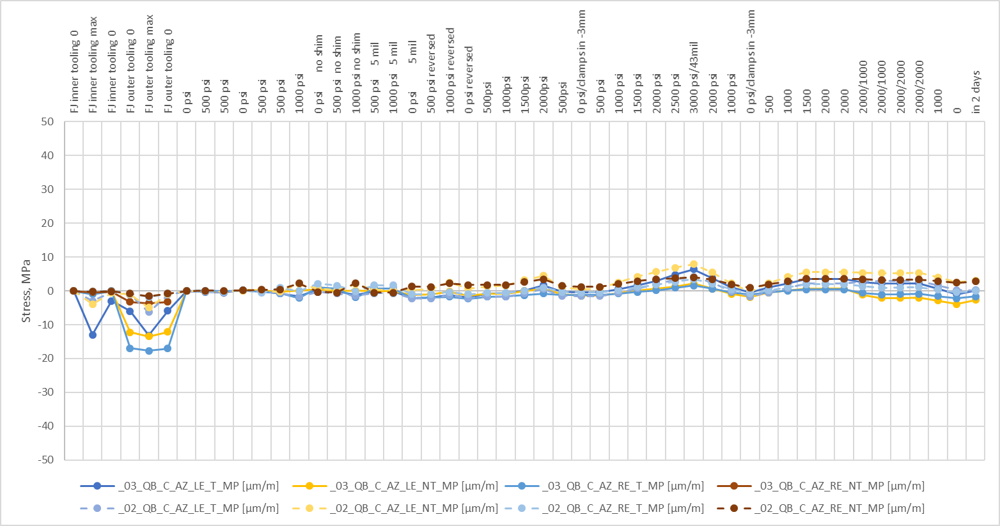 FJ inner tooling 0
FJ inner tooling max
FJ inner tooling 0
FJ outer tooling 0
FJ outer tooling max
FJ outer tooling 0
0 psi
500 psi
500 psi
0 psi
500 psi
500 psi
1000 psi
0 psi no shim
500 psi no shim
1000 psi no shim
500 psi 5 mil
1000 psi 5 mil
0 psi 5 mil
500 psi reversed
1000 psi reversed
0 psi reversed
500psi
1000psi
1500psi
2000psi
500psi
0 psi/clamps in -3mm
500 psi
1000 psi
1500 psi
2000 psi
2500 psi
3000 psi/43mil
2000 psi
1000 psi
0 psi/clamps in -3mm
500
1000
1500
2000
2000
2000/1000
2000/1000
2000/2000
2000/2000
1000
0
in 2 days
50
40
30
20
10
0
-10
-20
-30
-40
-50
Stress, MPa
_03_QB_C_AZ_LE_T_MP [µm/m]
_03_QB_C_AZ_LE_NT_MP [µm/m]
_03_QB_C_AZ_RE_T_MP [µm/m]
_03_QB_C_AZ_RE_NT_MP [µm/m]
_02_QB_C_AZ_LE_T_MP [µm/m]
_02_QB_C_AZ_LE_NT_MP [µm/m]
_02_QB_C_AZ_RE_T_MP [µm/m]
_02_QB_C_AZ_RE_NT_MP [µm/m]